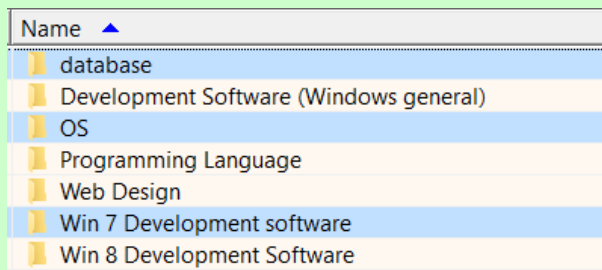 Name
database
Development Software (Windows general)
OS
Programming Language
Web Design
Win 7 Development software
Win 8 Development Software